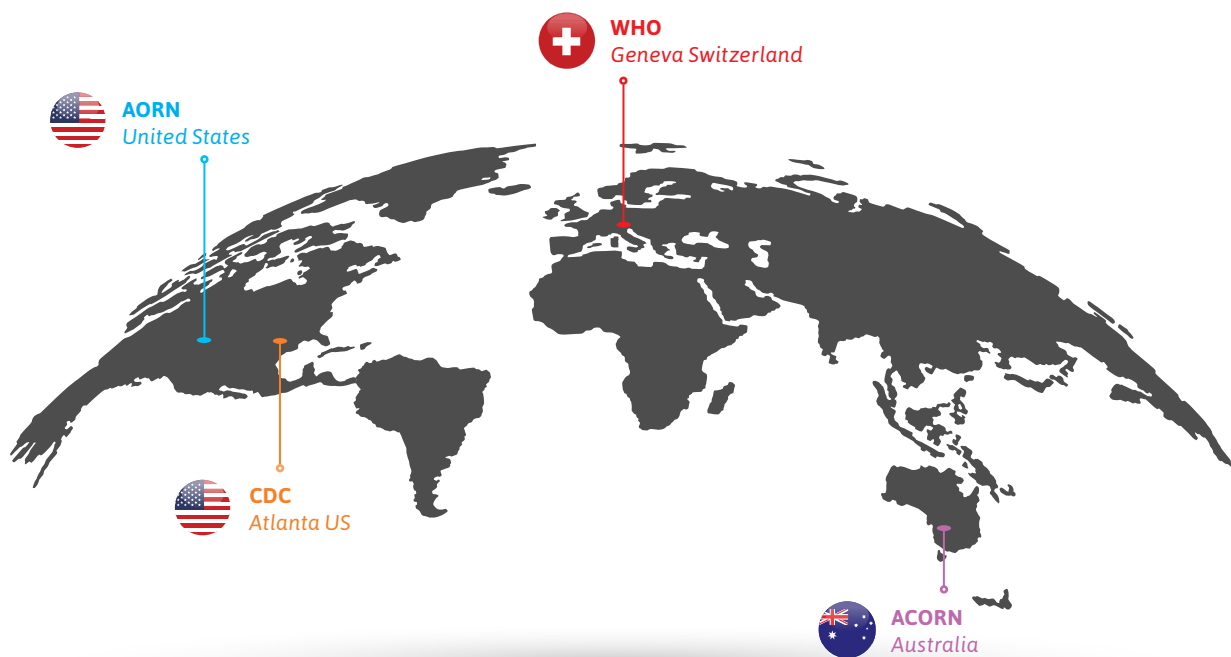 WHO
Geneva Switzerland
AORN
United States
CDC
Atlanta US
ACORN
Australia